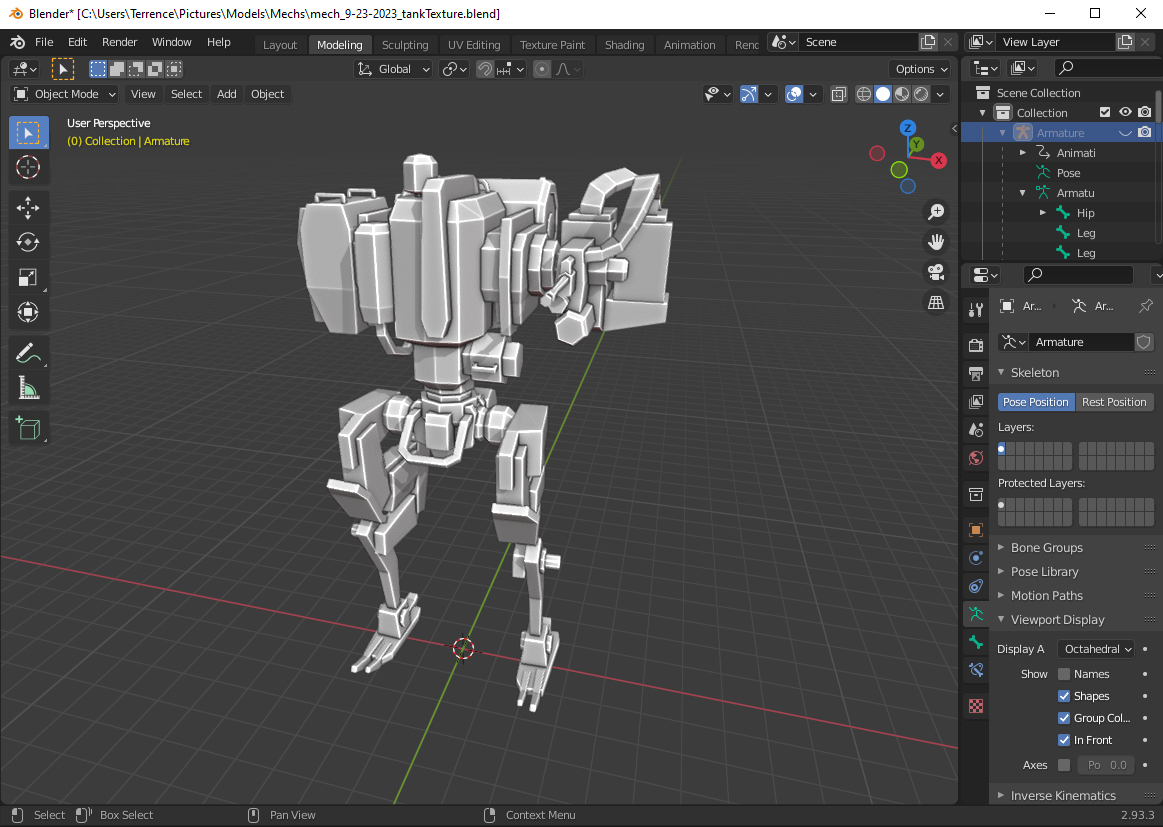 Blender* [C:\Users\Terrence\Pictures\Models\Mechs\mech_9-23-2023_tankTexture.blend]
File Edit Render Window Help Layout Modeling Sculpting UV Editing Texture Paint Shading Animation Renc Scene View Layer
Global Options
Object Mode View Select Add Object
User Perspective
(0) Collection | Armature
Z
Y
X
Scene Collection
Collection
Armature
Animati
Pose
Armatu
Hip
Leg
Leg
Ar... Ar...
Armature
Skeleton
Pose Position Rest Position
Layers:
Protected Layers:
Bone Groups
Pose Library
Motion Paths
Viewport Display
Display A Octahedral
Show Names
Shapes
Group Col...
In Front
Axes Po 0.0
Inverse Kinematics
Select Box Select Pan View Context Menu 2.93.3